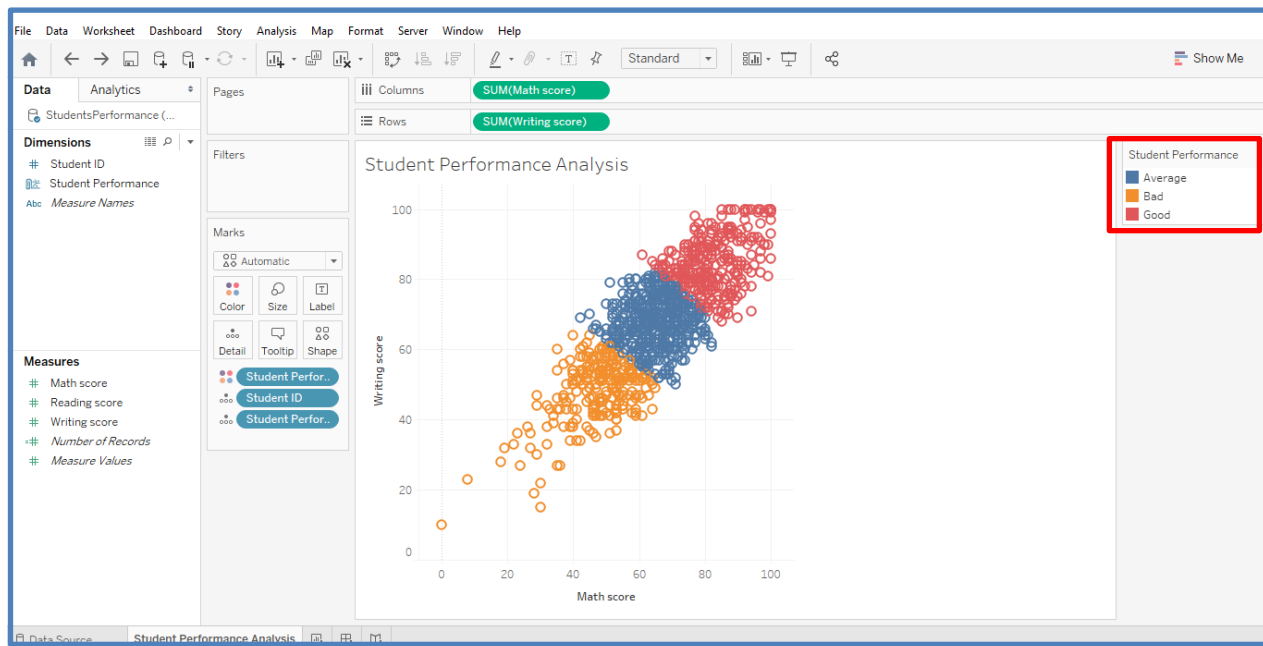 File Data Worksheet Dashboard Story Analysis Map Format Server Window Help
Standard
Show Me
Data Analytics
StudentsPerformance (...
Dimensions
Student ID
Student Performance
Abc Measure Names
Measures
Math score
Reading score
Writing score
Number of Records
Measure Values
Pages
Filters
Marks
Automatic
Color Size Label
Detail Tooltip Shape
Student Perfor..
Student ID
Student Perfor..
Columns SUM(Math score)
Rows SUM(Writing score)
Student Performance Analysis
Writing score
100
80
60
40
20
0
0 20 40 60 80 100
Math score
Student Performance
Average
Bad
Good
Data Source Student Performance Analysis